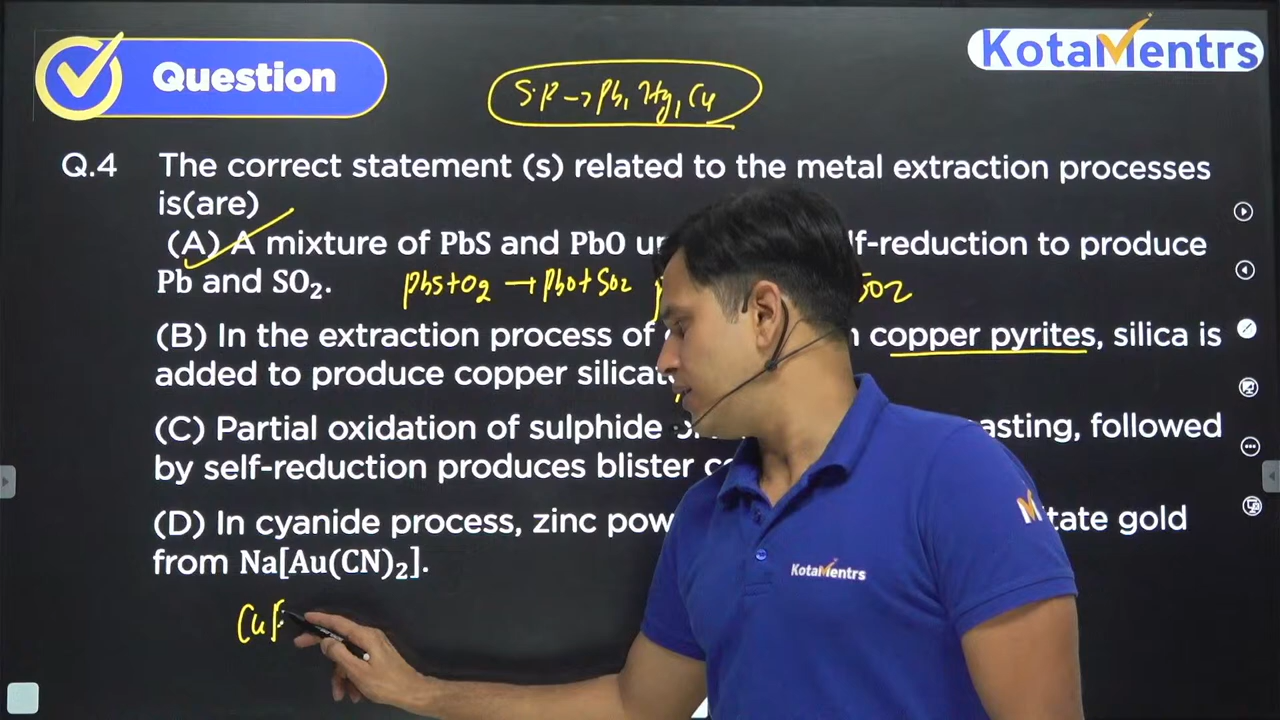 Question
KotaMentrs
S.R → Pb, Hg, Cu
Q.4 The correct statement (s) related to the metal extraction processes
is(are)
(A) A mixture of PbS and PbO lf-reduction to produce
Pb and SO₂. PbS+O₂ → PbO+SO₂ SO₂
(B) In the extraction process of copper pyrites, silica is
added to produce copper silicat
(C) Partial oxidation of sulphide asting, followed
by self-reduction produces blister
(D) In cyanide process, zinc pow tate gold
from Na[Au(CN)₂].
CuF
M
KotaMentrs